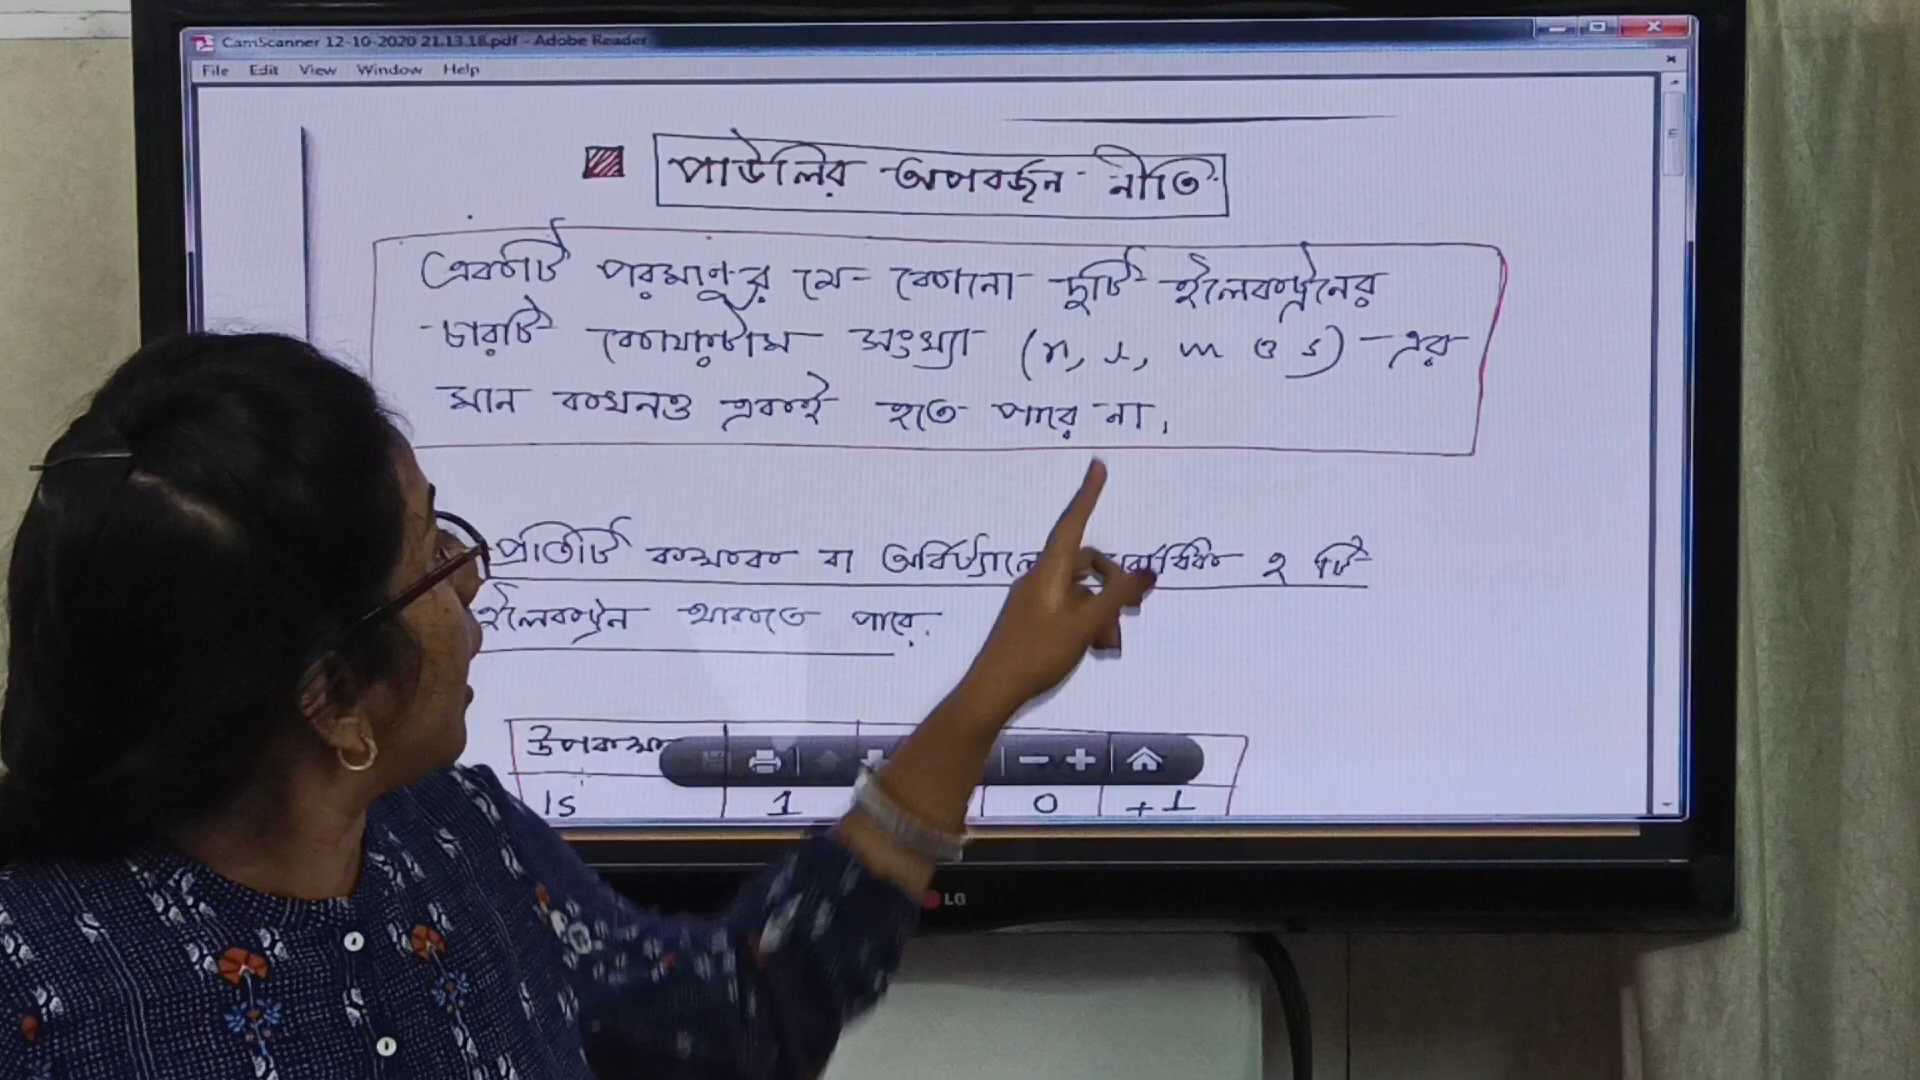 CamScanner 12-10-2020 21.13.18.pdf - Adobe Reader
File Edit View Window Help
পাউলির অপবর্জন নীতি
একটি পরমাণুর যে কোনো দুটি ইলেকট্রনের
চারটি কোয়ান্টাম সংখ্যা (n, l, m ও s) -এর
মান কখনও একই হতে পারে না।
প্রতিটি কক্ষক বা অর্বিট্যালে ২ টি
ইলেকট্রন থাকতে পারে.
1s 1 0 +1
LG